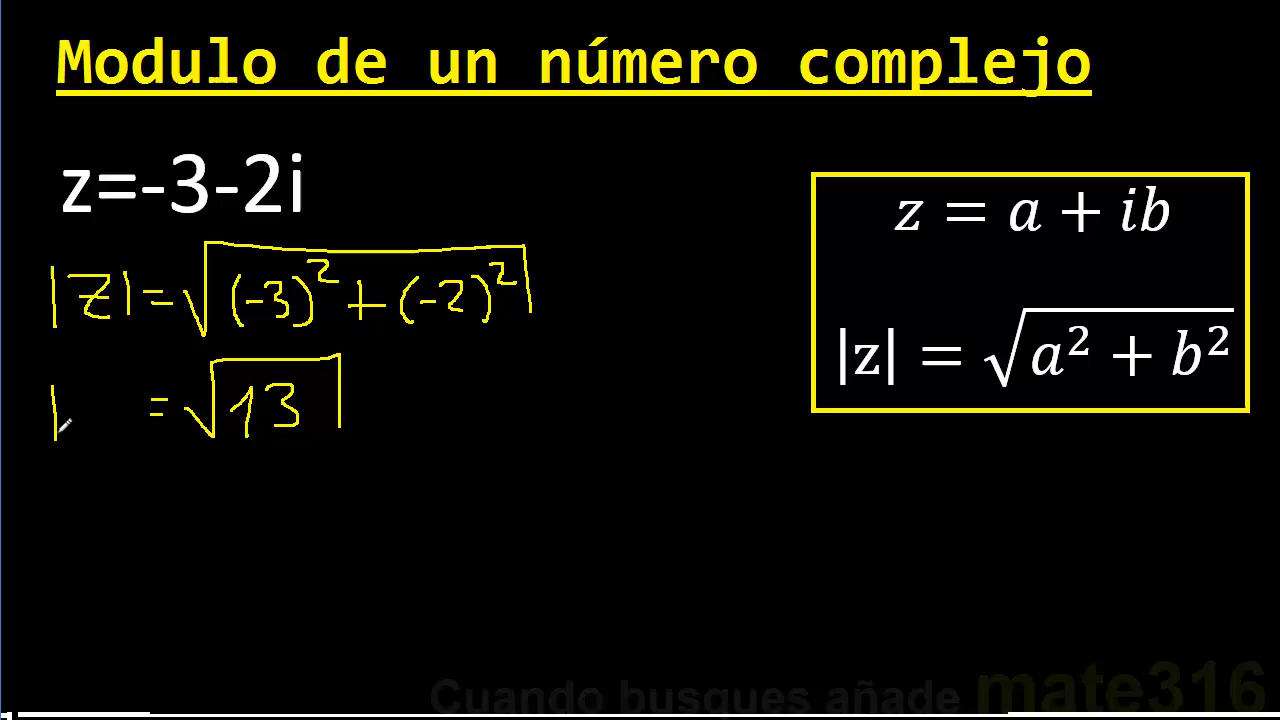 Modulo de un número complejo
z=-3-2i
z = a + ib
|z| = √(-3)² + (-2)²
|z| = √a² + b²
| = √13
Cuando busques añade mate316